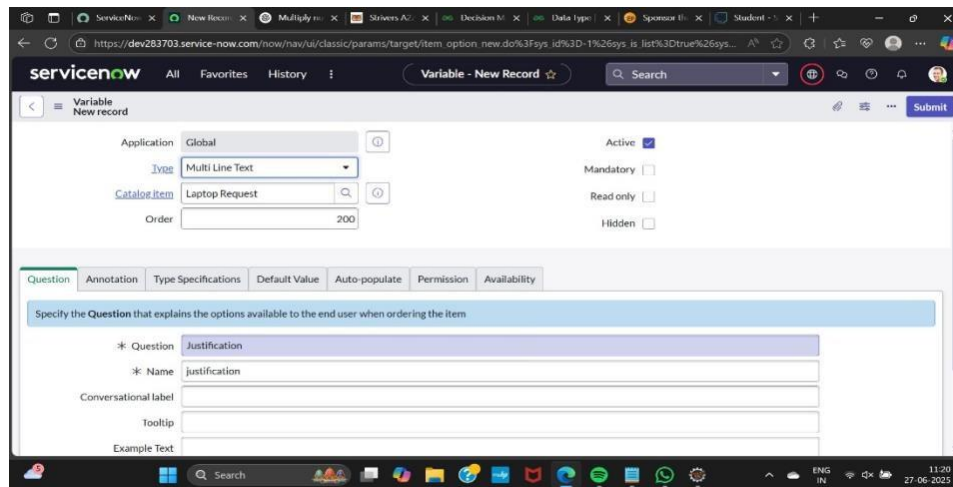 ServiceNow
New Record
Multiply nu
Strivers A2
Decision M
Data Type
Sponsor th
Student - S
https://dev283703.service-now.com/now/nav/ui/classic/params/target/item_option_new.do%3Fsys_id%3D-1%26sys_is_list%3Dtrue%26sys...
servicenow All Favorites History Variable - New Record Search
Variable
New record
Submit
Application Global Active
Type Multi Line Text Mandatory
Catalog item Laptop Request Read only
Order 200 Hidden
Question Annotation Type Specifications Default Value Auto-populate Permission Availability
Specify the Question that explains the options available to the end user when ordering the item
* Question Justification
* Name justification
Conversational label
Tooltip
Example Text
Search ENG 11:20
IN 27-06-2025